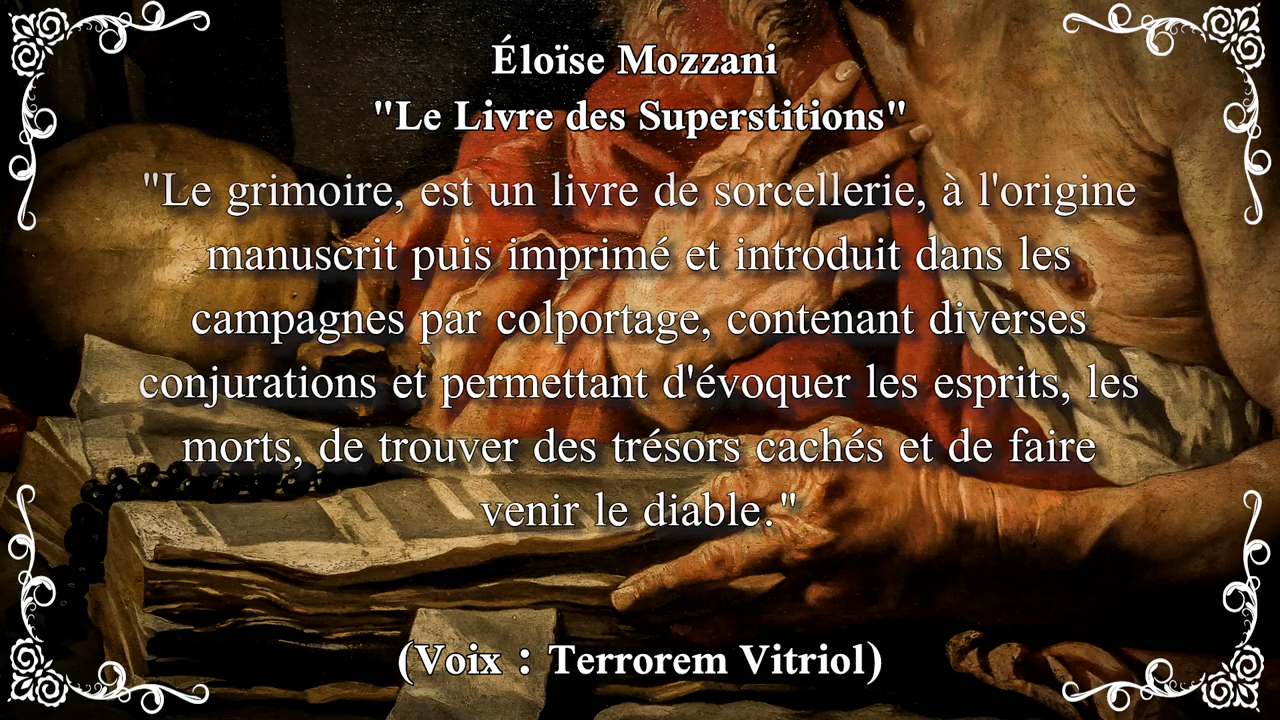 Éloïse Mozzani
"Le Livre des Superstitions"
"Le grimoire, est un livre de sorcellerie, à l'origine
manuscrit puis imprimé et introduit dans les
campagnes par colportage, contenant diverses
conjurations et permettant d'évoquer les esprits, les
morts, de trouver des trésors cachés et de faire
venir le diable."
(Voix : Terrorem Vitriol)